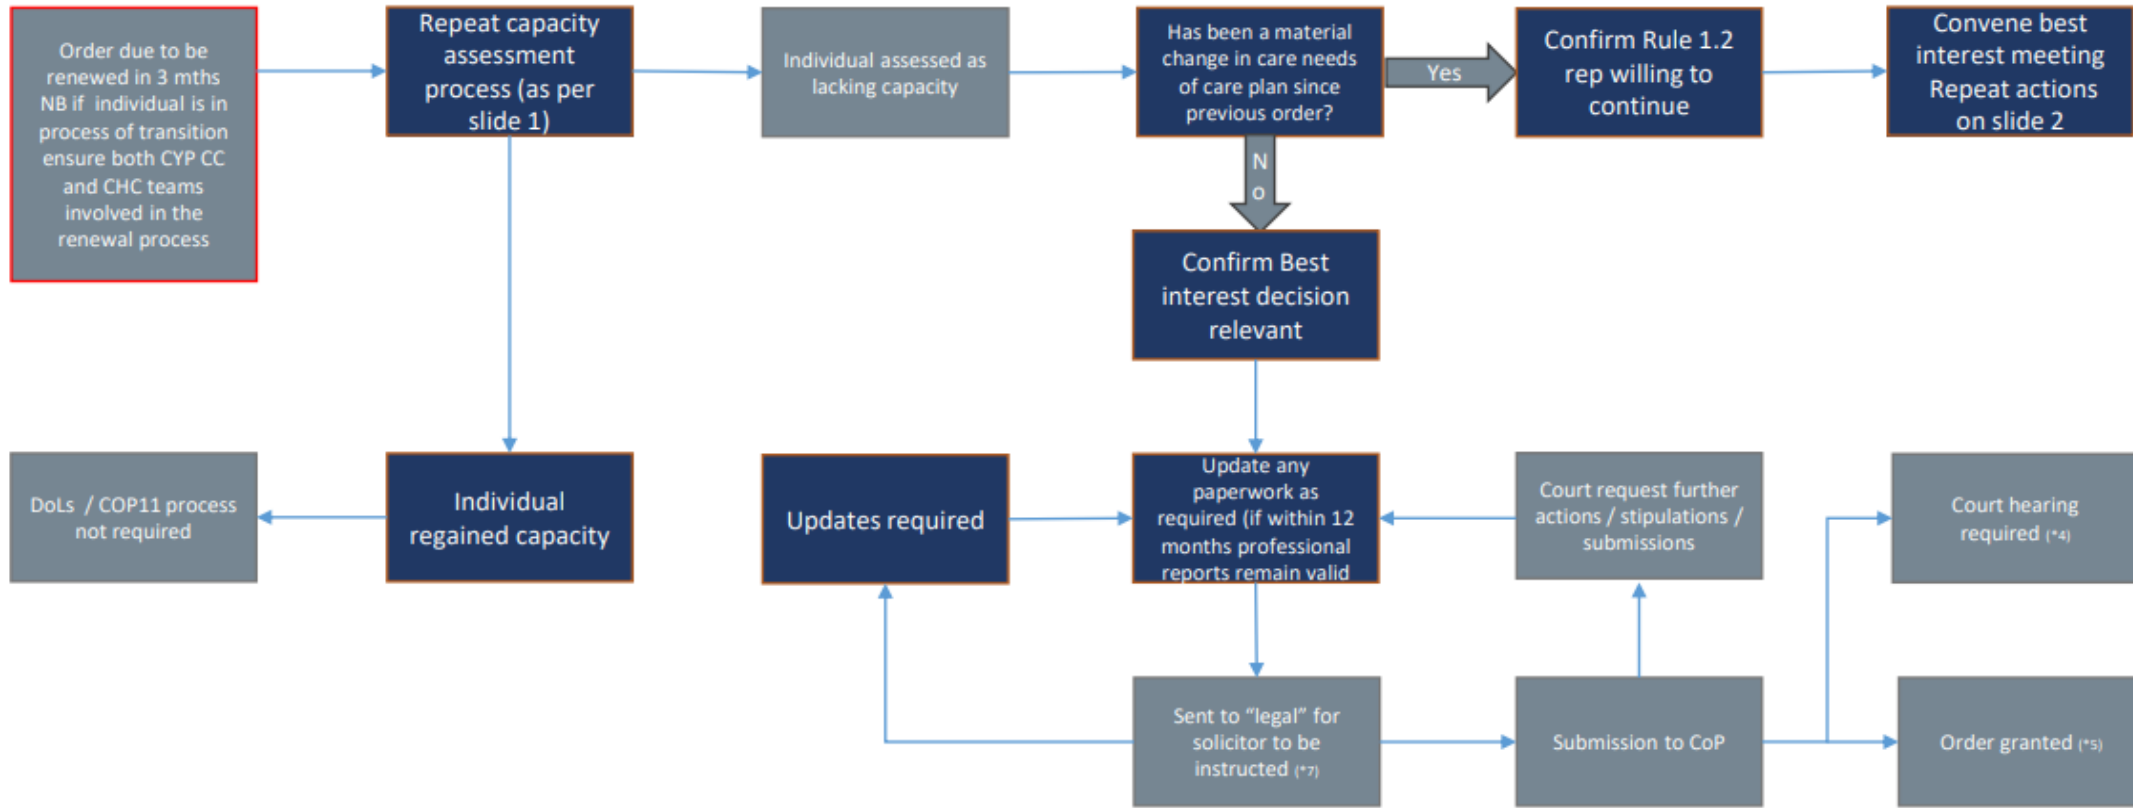 Order due to be
renewed in 3 mths
NB if individual is in
process of transition
ensure both CYP CC
and CHC teams
involved in the
renewal process
Repeat capacity
assessment
process (as per
slide 1)
Individual assessed as
lacking capacity
Has been a material
change in care needs
of care plan since
previous order?
Yes
Confirm Rule 1.2
rep willing to
continue
Convene best
interest meeting
Repeat actions
on slide 2
N
o
Confirm Best
interest decision
relevant
DoLs / COP11 process
not required
Individual
regained capacity
Updates required
Update any
paperwork as
required (if within 12
months professional
reports remain valid
Court request further
actions / stipulations /
submissions
Court hearing
required (*4)
Sent to “legal” for
solicitor to be
instructed (*7)
Submission to CoP
Order granted (*5)